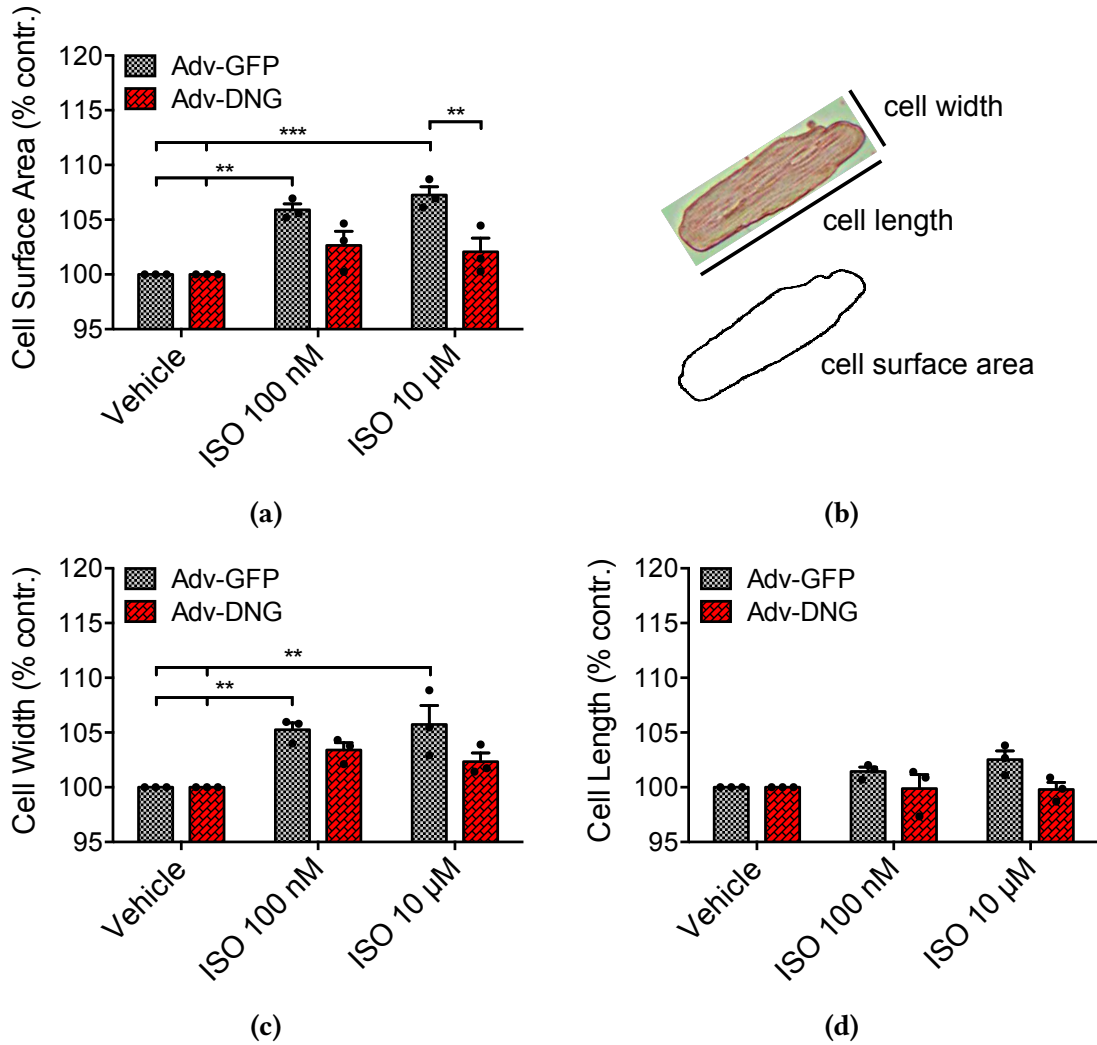 120
115
110
105
100
95
Cell Surface Area (% contr.)
Adv-GFP
Adv-DNG
***
**
**
Vehicle
ISO 100 nM
ISO 10 µM
(a)
cell width
cell length
cell surface area
(b)
120
115
110
105
100
95
Cell Width (% contr.)
Adv-GFP
Adv-DNG
**
**
Vehicle
ISO 100 nM
ISO 10 µM
(c)
120
115
110
105
100
95
Cell Length (% contr.)
Adv-GFP
Adv-DNG
Vehicle
ISO 100 nM
ISO 10 µM
(d)